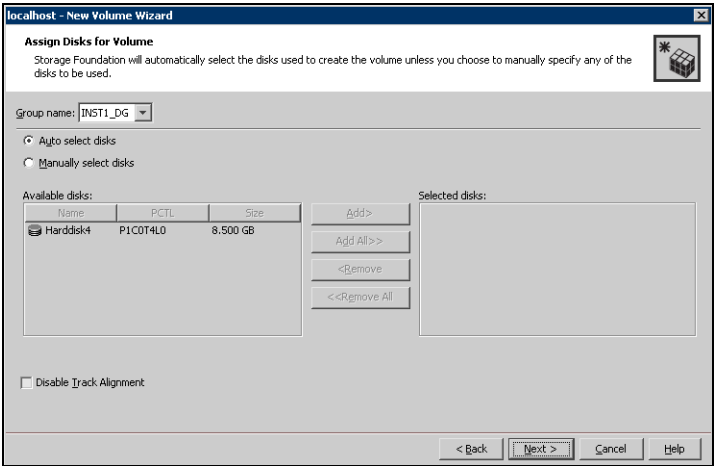 localhost - New Volume Wizard
Assign Disks for Volume
Storage Foundation will automatically select the disks used to create the volume unless you choose to manually specify any of the
disks to be used.
Group name: INST1_DG
Auto select disks
Manually select disks
Available disks:
Selected disks:
Name PCTL Size
Harddisk4 P1C0T4L0 8.500 GB
Add>
Add All>>
<Remove
<<Remove All
Disable Track Alignment
< Back Next > Cancel Help